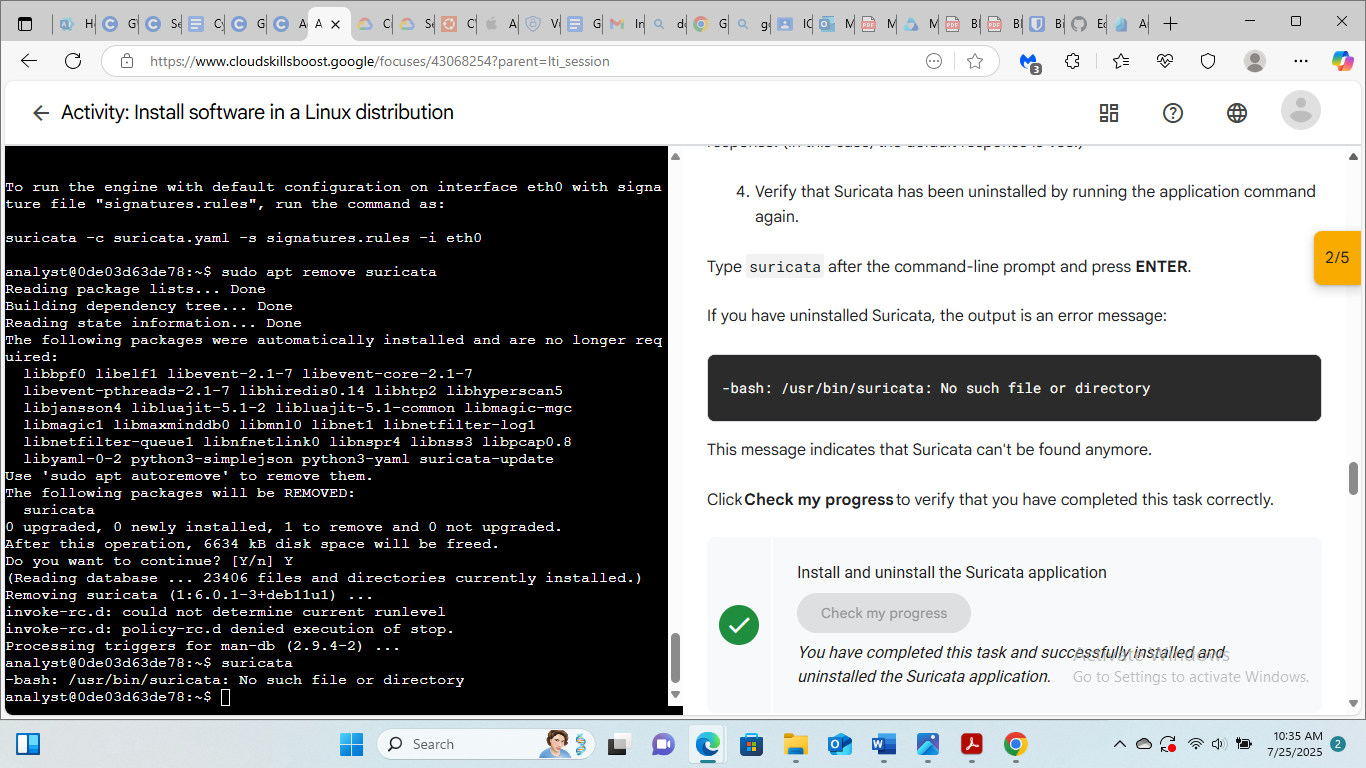 https://www.cloudskillsboost.google/focuses/43068254?parent=lti_session
3
Activity: Install software in a Linux distribution
To run the engine with default configuration on interface eth0 with signa
ture file "signatures.rules", run the command as:
suricata -c suricata.yaml -s signatures.rules -i eth0
analyst@0de03d63de78:~$ sudo apt remove suricata
Reading package lists... Done
Building dependency tree... Done
Reading state information... Done
The following packages were automatically installed and are no longer req
uired:
libbpf0 libelf1 libevent-2.1-7 libevent-core-2.1-7
libevent-pthreads-2.1-7 libhiredis0.14 libhtp2 libhyperscan5
libjansson4 libluajit-5.1-2 libluajit-5.1-common libmagic-mgc
libmagic1 libmaxminddb0 libmnl0 libnet1 libnetfilter-log1
libnetfilter-queue1 libnfnetlink0 libnspr4 libnss3 libpcap0.8
libyaml-0-2 python3-simplejson python3-yaml suricata-update
Use 'sudo apt autoremove' to remove them.
The following packages will be REMOVED:
suricata
0 upgraded, 0 newly installed, 1 to remove and 0 not upgraded.
After this operation, 6634 kB disk space will be freed.
Do you want to continue? [Y/n] Y
(Reading database ... 23406 files and directories currently installed.)
Removing suricata (1:6.0.1-3+deb11u1) ...
invoke-rc.d: could not determine current runlevel
invoke-rc.d: policy-rc.d denied execution of stop.
Processing triggers for man-db (2.9.4-2) ...
analyst@0de03d63de78:~$ suricata
-bash: /usr/bin/suricata: No such file or directory
analyst@0de03d63de78:~$
4. Verify that Suricata has been uninstalled by running the application command
again.
Type suricata after the command-line prompt and press ENTER.
If you have uninstalled Suricata, the output is an error message:
-bash: /usr/bin/suricata: No such file or directory
This message indicates that Suricata can't be found anymore.
Click Check my progress to verify that you have completed this task correctly.
Install and uninstall the Suricata application
Check my progress
You have completed this task and successfully installed and
uninstalled the Suricata application.
2/5
Activate Windows
Go to Settings to activate Windows.
Search
10:35 AM
7/25/2025
2